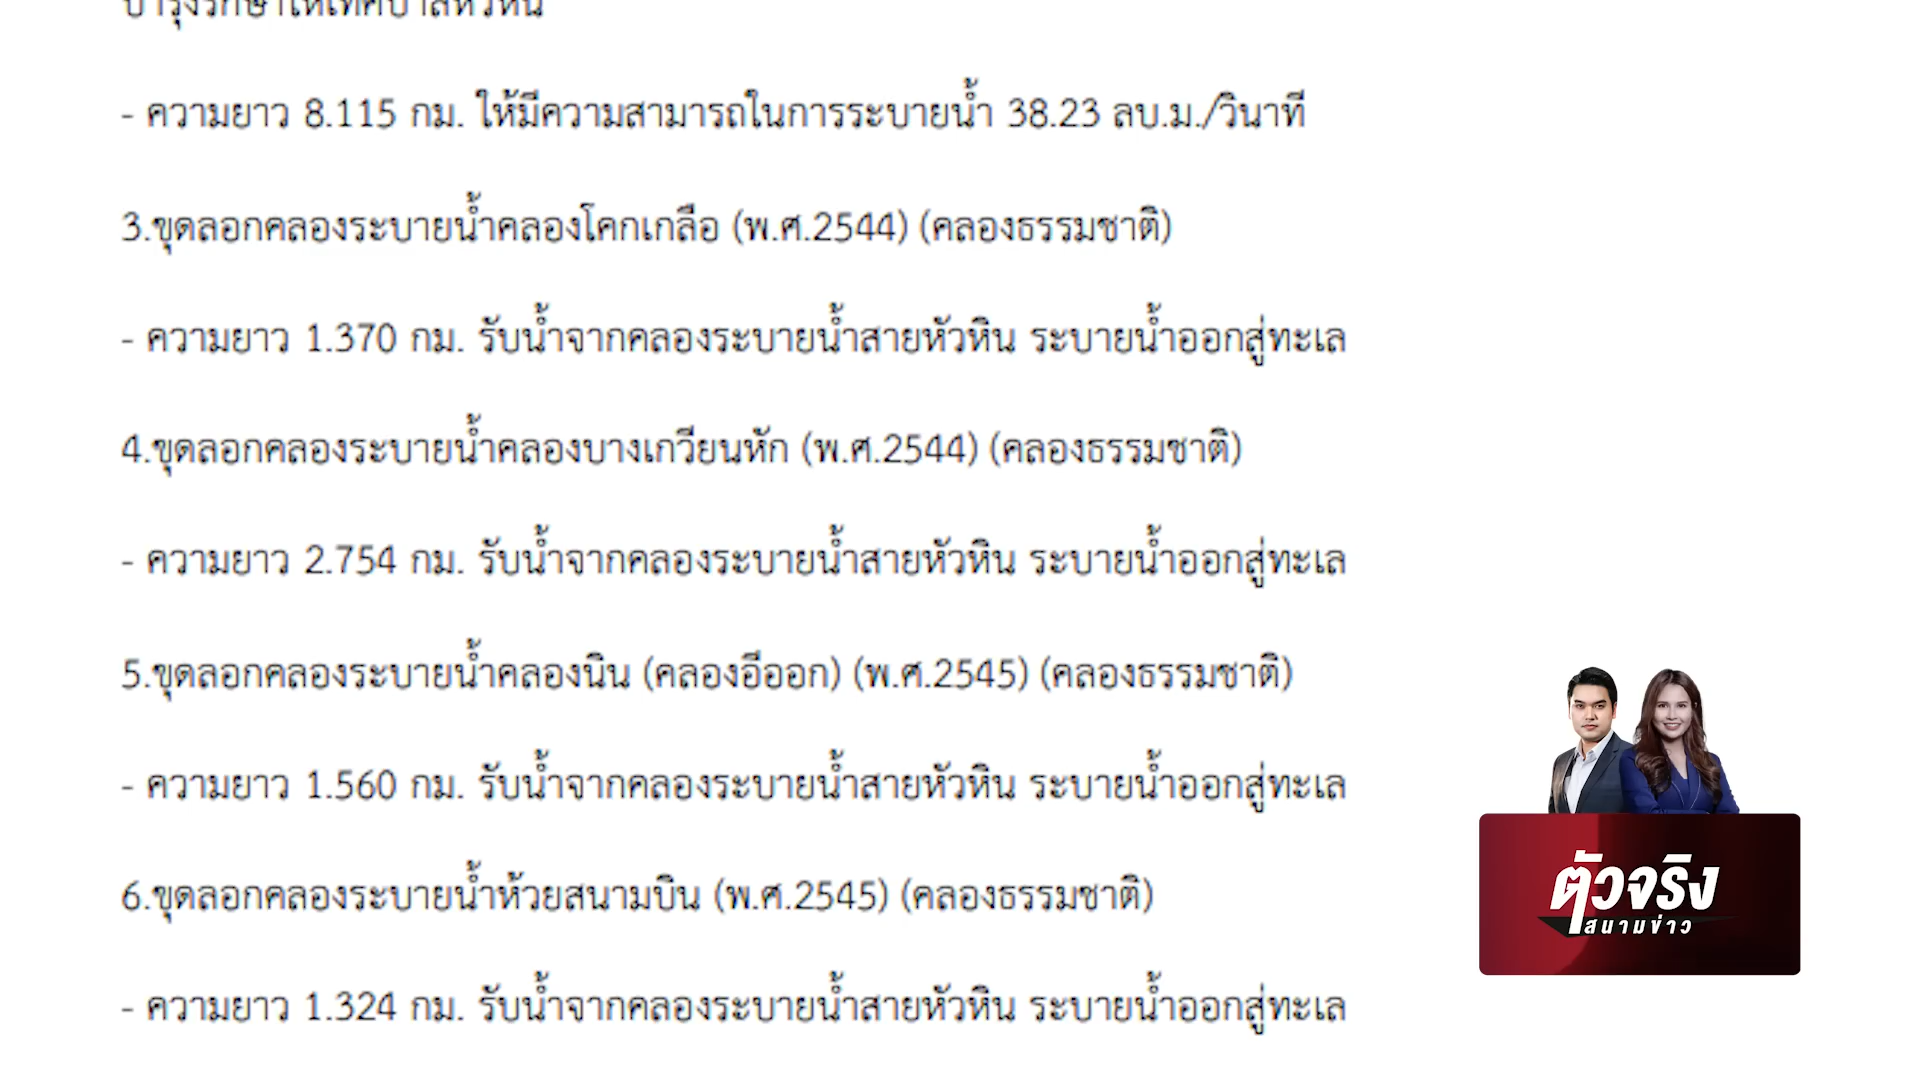 บำรุงรักษาให้เทศบาลหัวหิน
- ความยาว 8.115 กม. ให้มีความสามารถในการระบายน้ำ 38.23 ลบ.ม./วินาที
3.ขุดลอกคลองระบายน้ำคลองโคกเกลือ (พ.ศ.2544) (คลองธรรมชาติ)
- ความยาว 1.370 กม. รับน้ำจากคลองระบายน้ำสายหัวหิน ระบายน้ำออกสู่ทะเล
4.ขุดลอกคลองระบายน้ำคลองบางเกวียนหัก (พ.ศ.2544) (คลองธรรมชาติ)
- ความยาว 2.754 กม. รับน้ำจากคลองระบายน้ำสายหัวหิน ระบายน้ำออกสู่ทะเล
5.ขุดลอกคลองระบายน้ำคลองนิน (คลองอีออก) (พ.ศ.2545) (คลองธรรมชาติ)
- ความยาว 1.560 กม. รับน้ำจากคลองระบายน้ำสายหัวหิน ระบายน้ำออกสู่ทะเล
6.ขุดลอกคลองระบายน้ำห้วยสนามบิน (พ.ศ.2545) (คลองธรรมชาติ)
- ความยาว 1.324 กม. รับน้ำจากคลองระบายน้ำสายหัวหิน ระบายน้ำออกสู่ทะเล
ตัวจริง
สนามข่าว